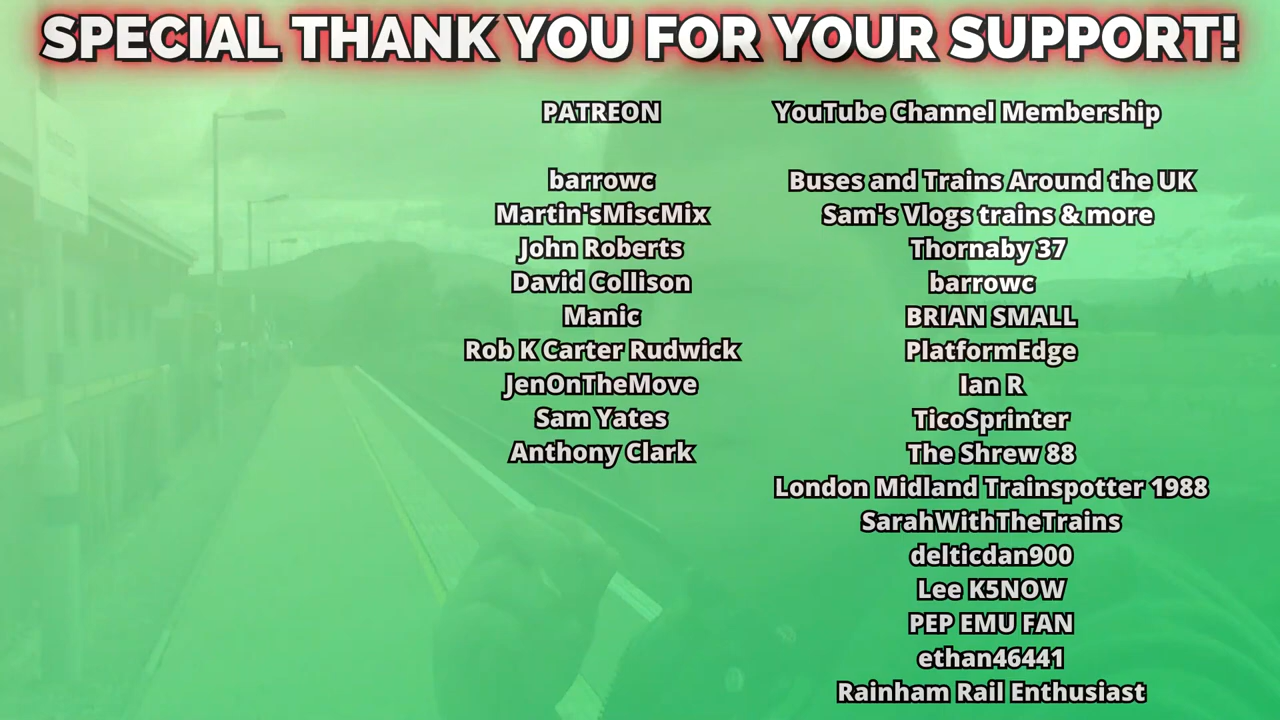 SPECIAL THANK YOU FOR YOUR SUPPORT!
PATREON
barrowc
Martin'sMiscMix
John Roberts
David Collison
Manic
Rob K Carter Rudwick
JenOnTheMove
Sam Yates
Anthony Clark
YouTube Channel Membership
Buses and Trains Around the UK
Sam's Vlogs trains & more
Thornaby 37
barrowc
BRIAN SMALL
PlatformEdge
Ian R
TicoSprinter
The Shrew 88
London Midland Trainspotter 1988
SarahWithTheTrains
delticdan900
Lee K5NOW
PEP EMU FAN
ethan46441
Rainham Rail Enthusiast